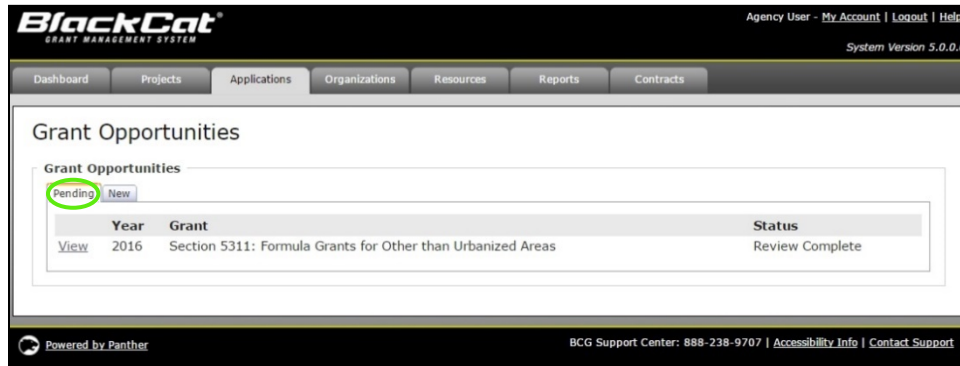 BlackCat®
GRANT MANAGEMENT SYSTEM
Agency User - My Account | Logout | Help
System Version 5.0.0.
Dashboard Projects Applications Organizations Resources Reports Contracts
Grant Opportunities
Grant Opportunities
Pending New
Year Grant Status
View 2016 Section 5311: Formula Grants for Other than Urbanized Areas Review Complete
Powered by Panther BCG Support Center: 888-238-9707 | Accessibility Info | Contact Support